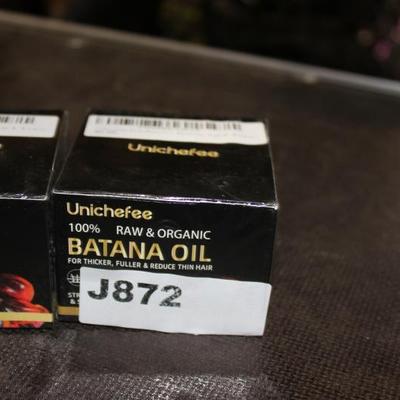 Unichefee
Unichefee
100% RAW & ORGANIC
BATANA OIL
FOR THICKER, FULLER & REDUCE THIN HAIR
J872